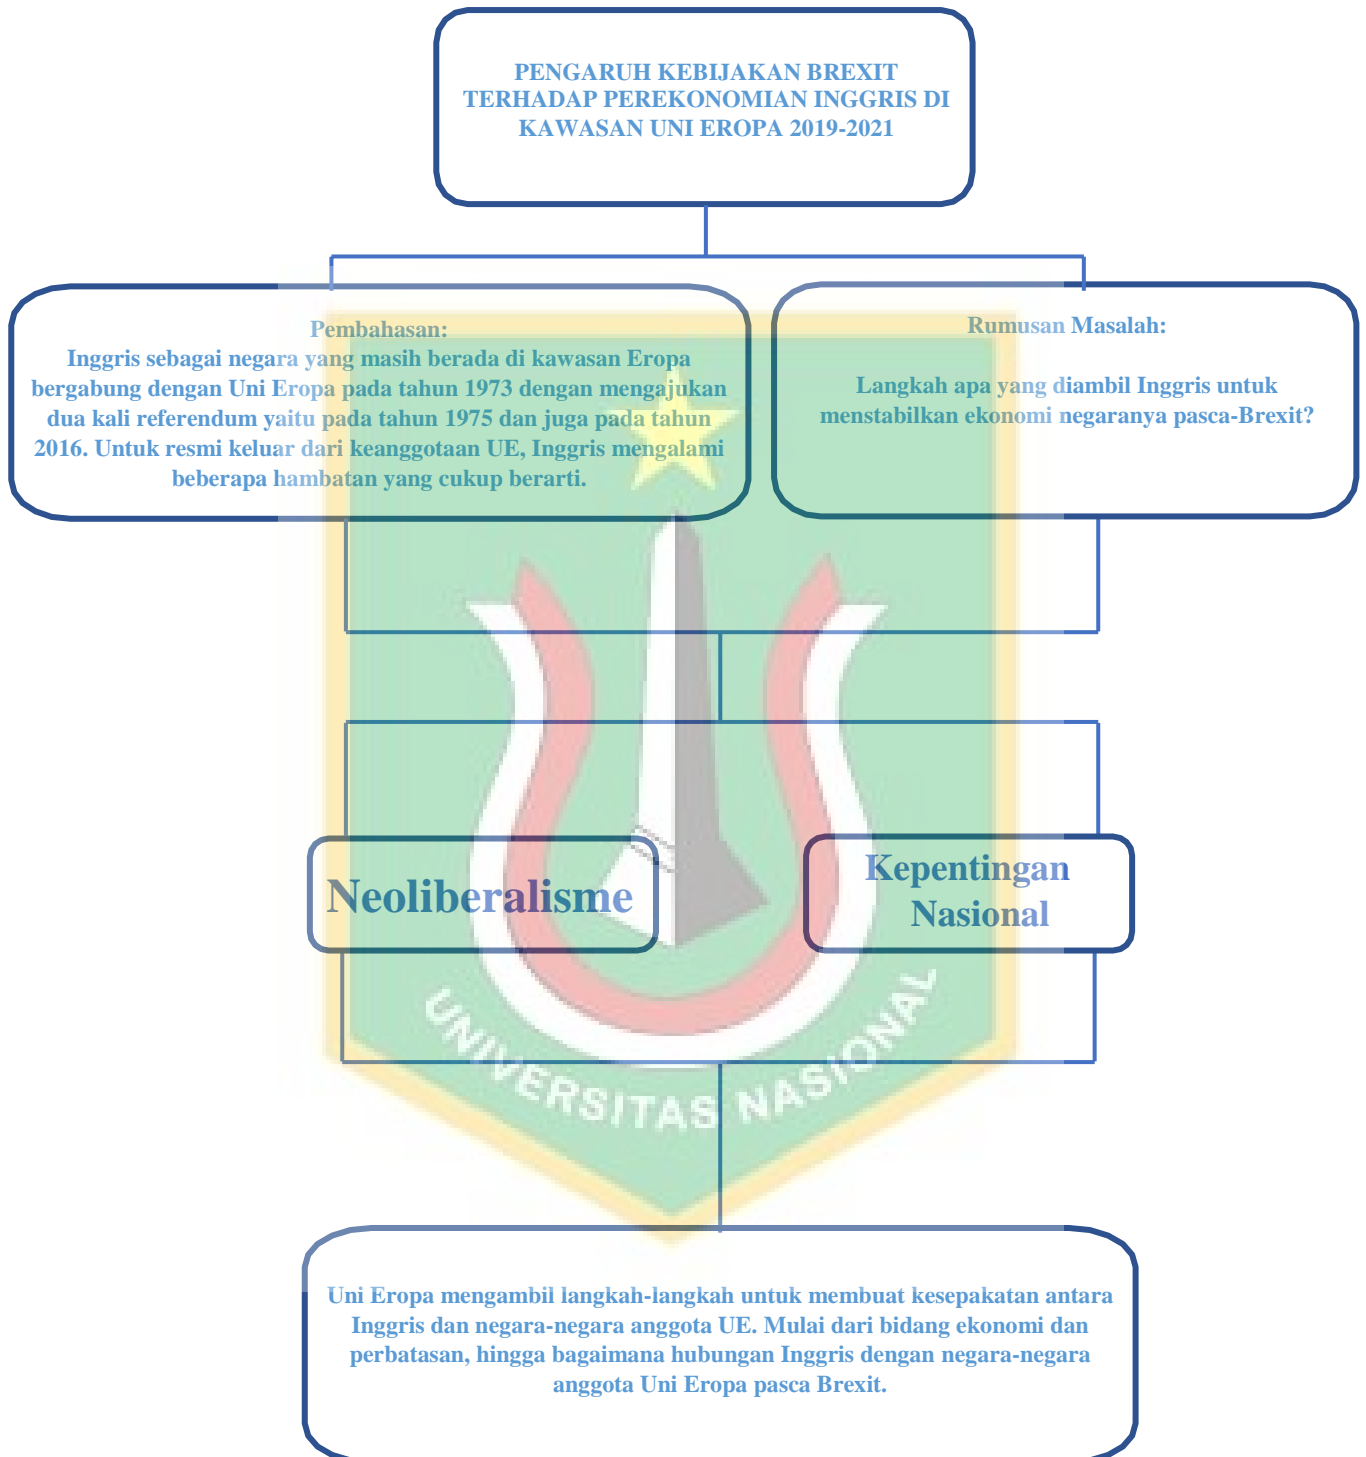 PENGARUH KEBIJAKAN BREXIT
TERHADAP PEREKONOMIAN INGGRIS DI
KAWASAN UNI EROPA 2019-2021
Pembahasan:
Inggris sebagai negara yang masih berada di kawasan Eropa
bergabung dengan Uni Eropa pada tahun 1973 dengan mengajukan
dua kali referendum yaitu pada tahun 1975 dan juga pada tahun
2016. Untuk resmi keluar dari keanggotaan UE, Inggris mengalami
beberapa hambatan yang cukup berarti.
Rumusan Masalah:
Langkah apa yang diambil Inggris untuk
menstabilkan ekonomi negaranya pasca-Brexit?
Neoliberalisme
Kepentingan
Nasional
UNIVERSITAS NASIONAL
Uni Eropa mengambil langkah-langkah untuk membuat kesepakatan antara
Inggris dan negara-negara anggota UE. Mulai dari bidang ekonomi dan
perbatasan, hingga bagaimana hubungan Inggris dengan negara-negara
anggota Uni Eropa pasca Brexit.